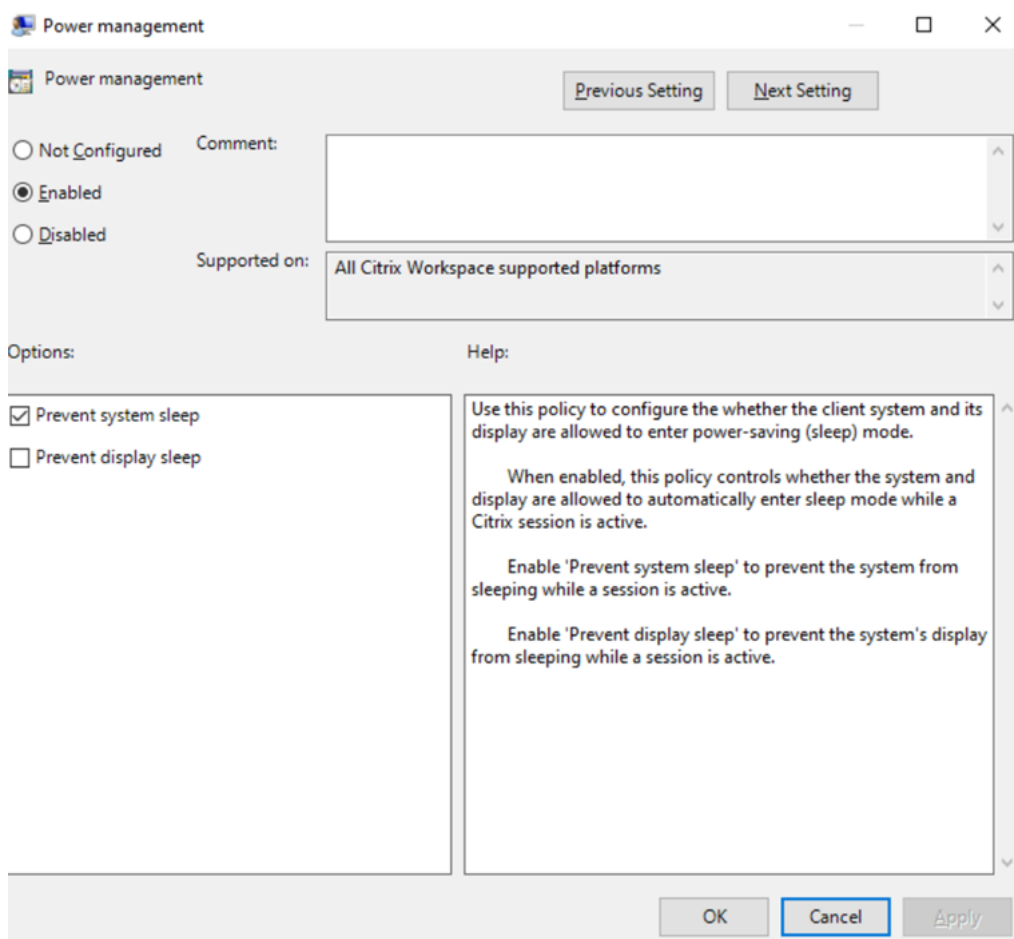 Power management
Power management
Previous Setting
Next Setting
Not Configured
Comment:
Enabled
Disabled
Supported on:
All Citrix Workspace supported platforms
Options:
Help:
Prevent system sleep
Prevent display sleep
Use this policy to configure the whether the client system and its
display are allowed to enter power-saving (sleep) mode.
When enabled, this policy controls whether the system and
display are allowed to automatically enter sleep mode while a
Citrix session is active.
Enable 'Prevent system sleep' to prevent the system from
sleeping while a session is active.
Enable 'Prevent display sleep' to prevent the system's display
from sleeping while a session is active.
OK
Cancel
Apply